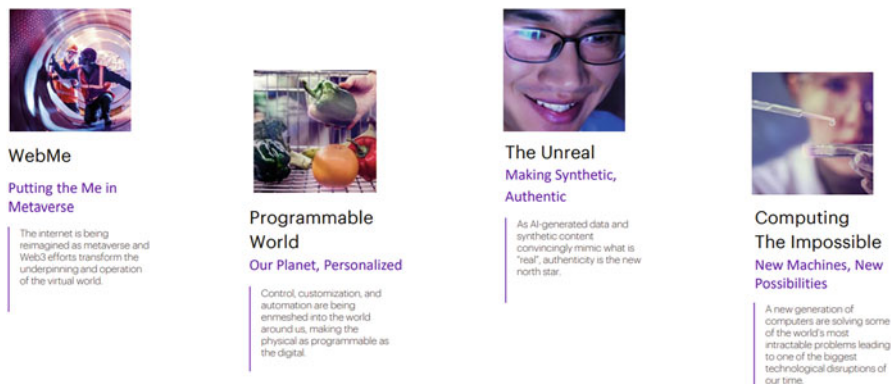 WebMe
Putting the Me in
Metaverse
The internet is being
reimagined as metaverse and
Web3 efforts transform the
underpinning and operation
of the virtual world.
Programmable
World
Our Planet, Personalized
Control, customization, and
automation are being
enmeshed into the world
around us, making the
physical as programmable as
the digital.
The Unreal
Making Synthetic,
Authentic
As AI-generated data and
synthetic content
convincingly mimic what is
"real", authenticity is the new
north star.
Computing
The Impossible
New Machines, New
Possibilities
A new generation of
computers are solving some
of the world's most
intractable problems leading
to one of the biggest
technological disruptions of
our time.